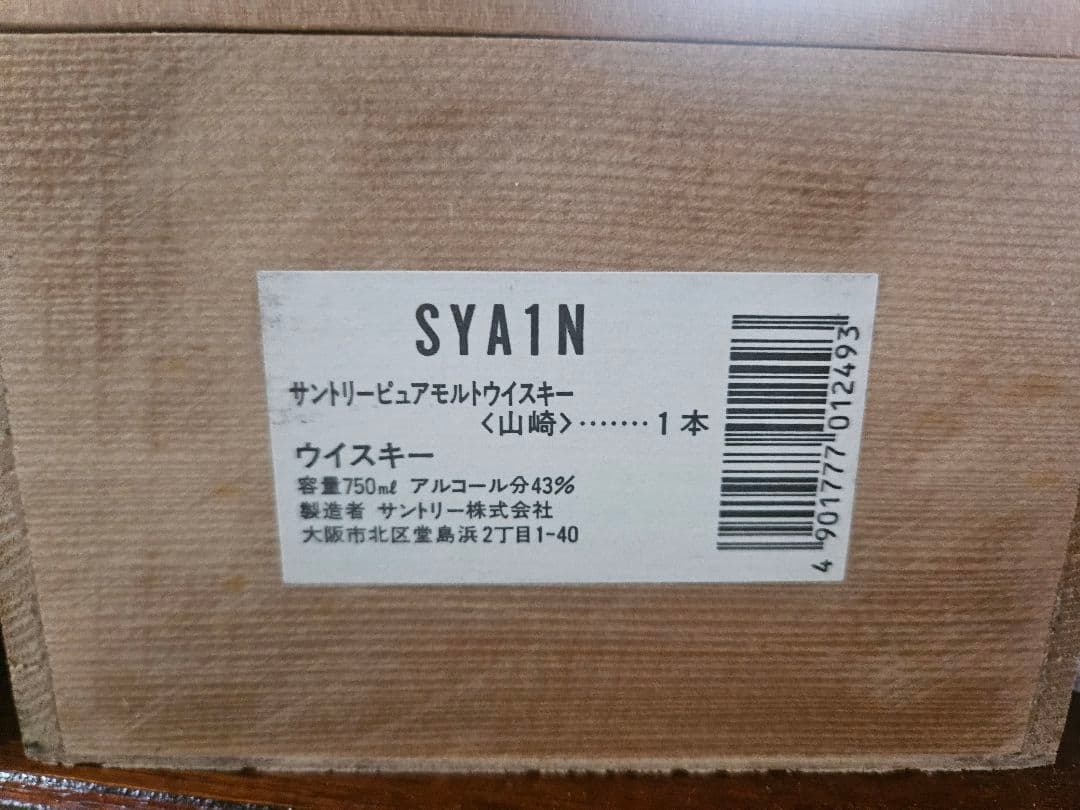 SYA1N
サントリーピュアモルトウイスキー
〈山崎〉‥‥‥‥1本
ウイスキー
容量750㎖ アルコール分43%
製造者 サントリー株式会社
大阪市北区堂島浜2丁目1-40
4 901777 012493